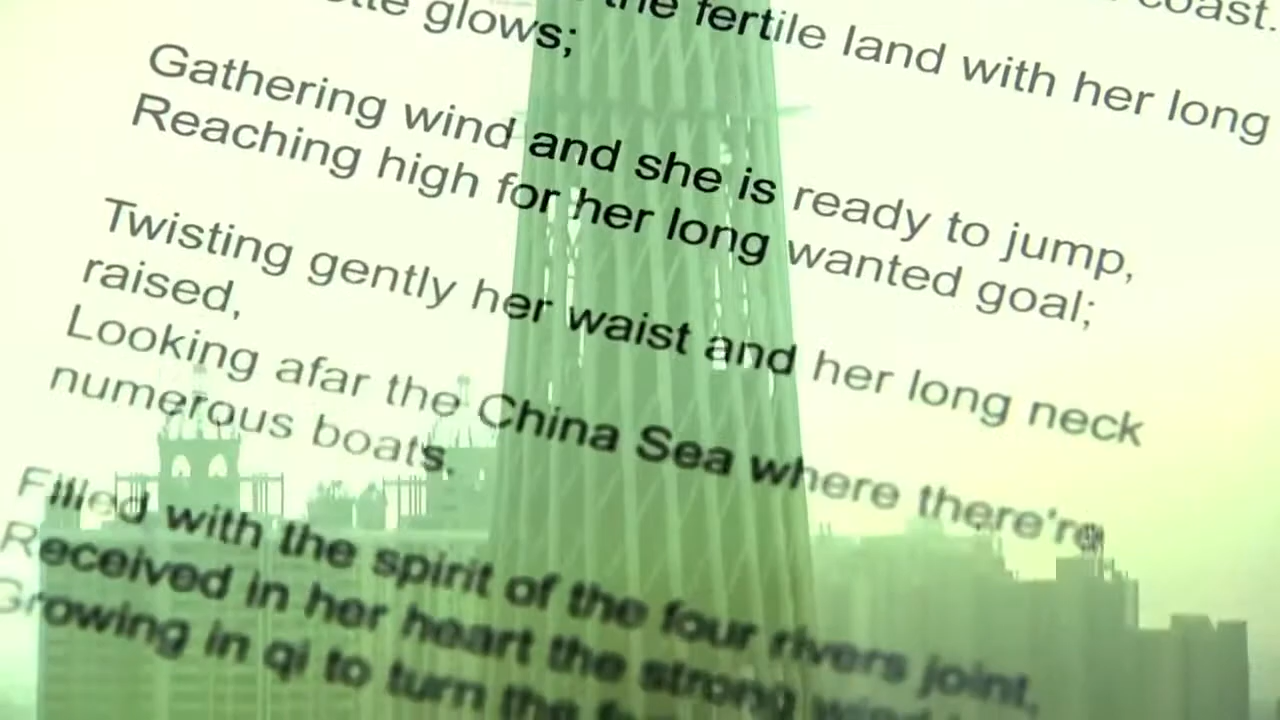 coast.
the fertile land with her long
glows;
Gathering wind and she is ready to jump,
Reaching high for her long wanted goal;
Twisting gently her waist and her long neck
raised,
Looking afar the China Sea where there're
numerous boats.
Filled with the spirit of the four rivers joint,
Received in her heart the strong wind
Growing in qi to turn the